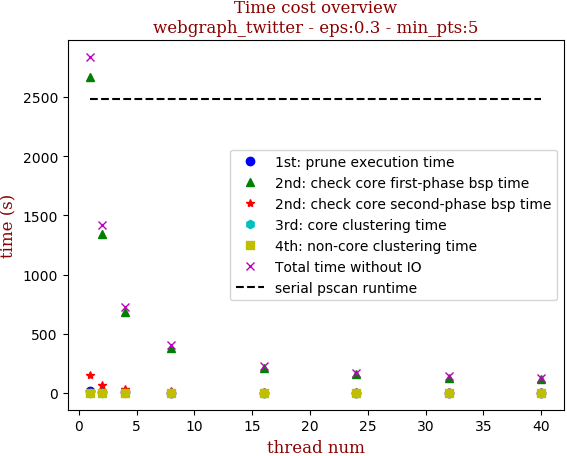 Time cost overview
webgraph_twitter - eps:0.3 - min_pts:5
time (s)
2500
2000
1500
1000
500
0
1st: prune execution time
2nd: check core first-phase bsp time
2nd: check core second-phase bsp time
3rd: core clustering time
4th: non-core clustering time
Total time without IO
serial pscan runtime
0 5 10 15 20 25 30 35 40
thread num